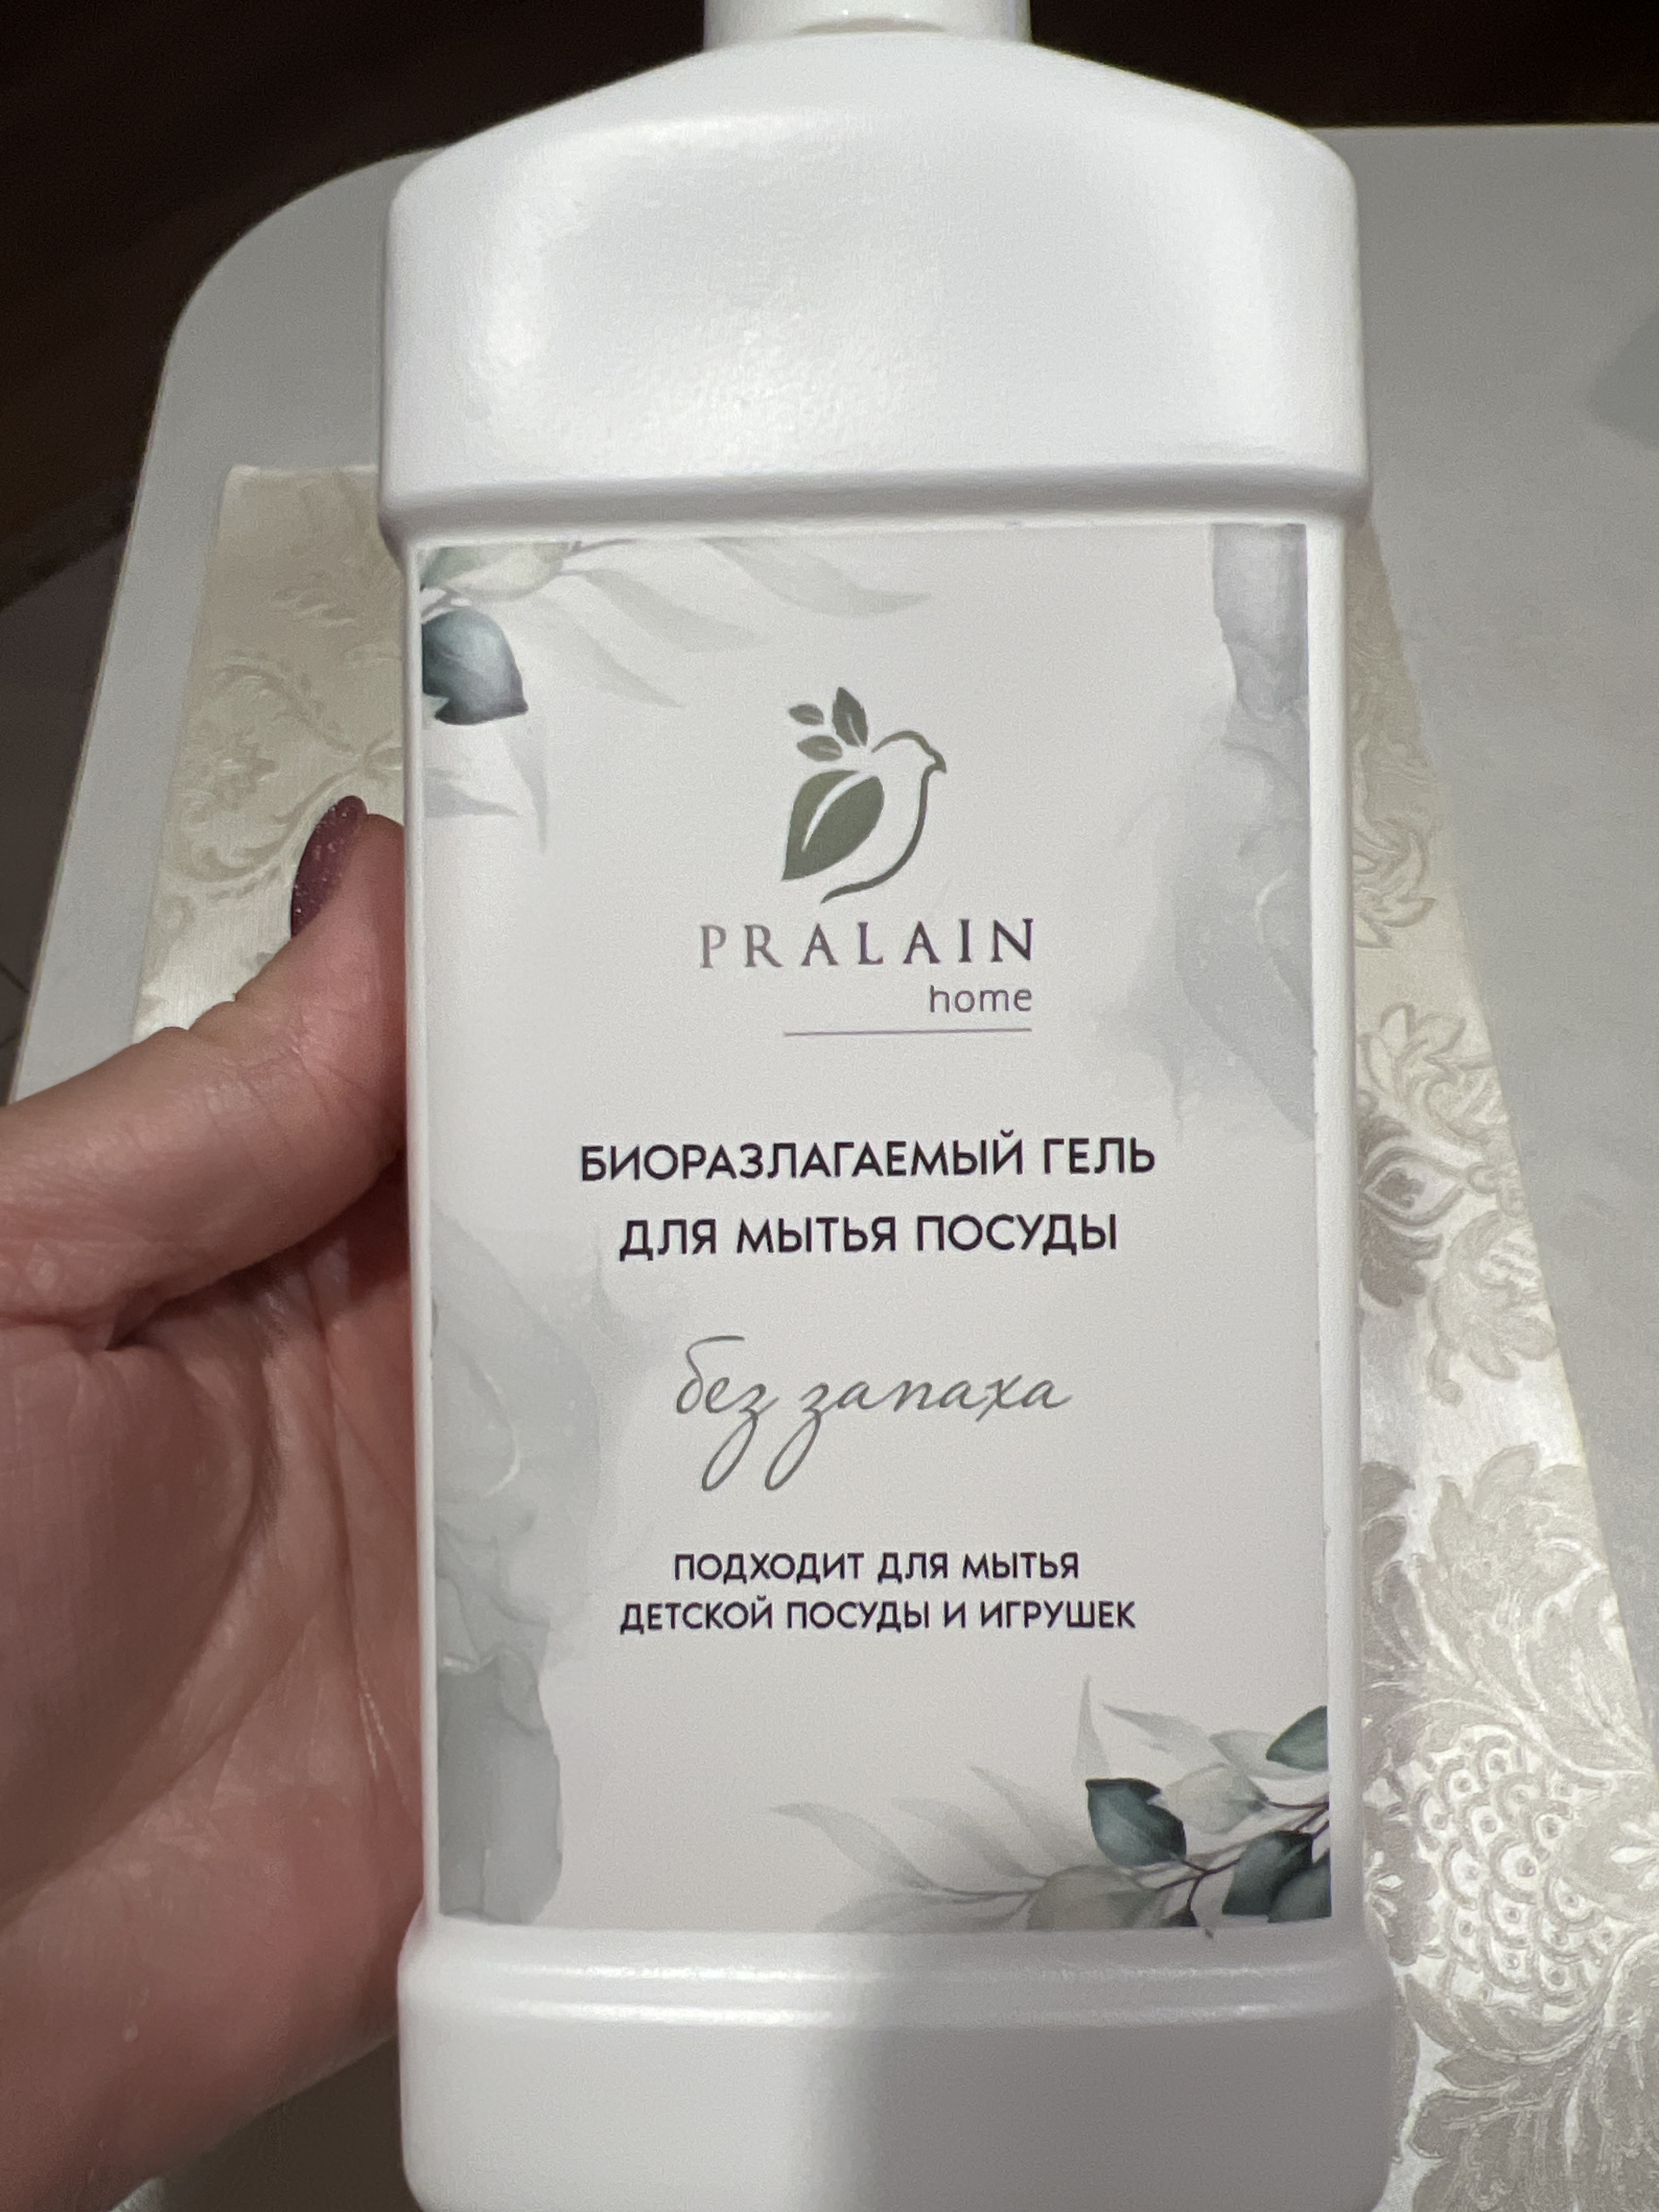 PRALAIN
home
БИОРАЗЛАГАЕМЫЙ ГЕЛЬ
ДЛЯ МЫТЬЯ ПОСУДЫ
без запаха
ПОДХОДИТ ДЛЯ МЫТЬЯ
ДЕТСКОЙ ПОСУДЫ И ИГРУШЕК